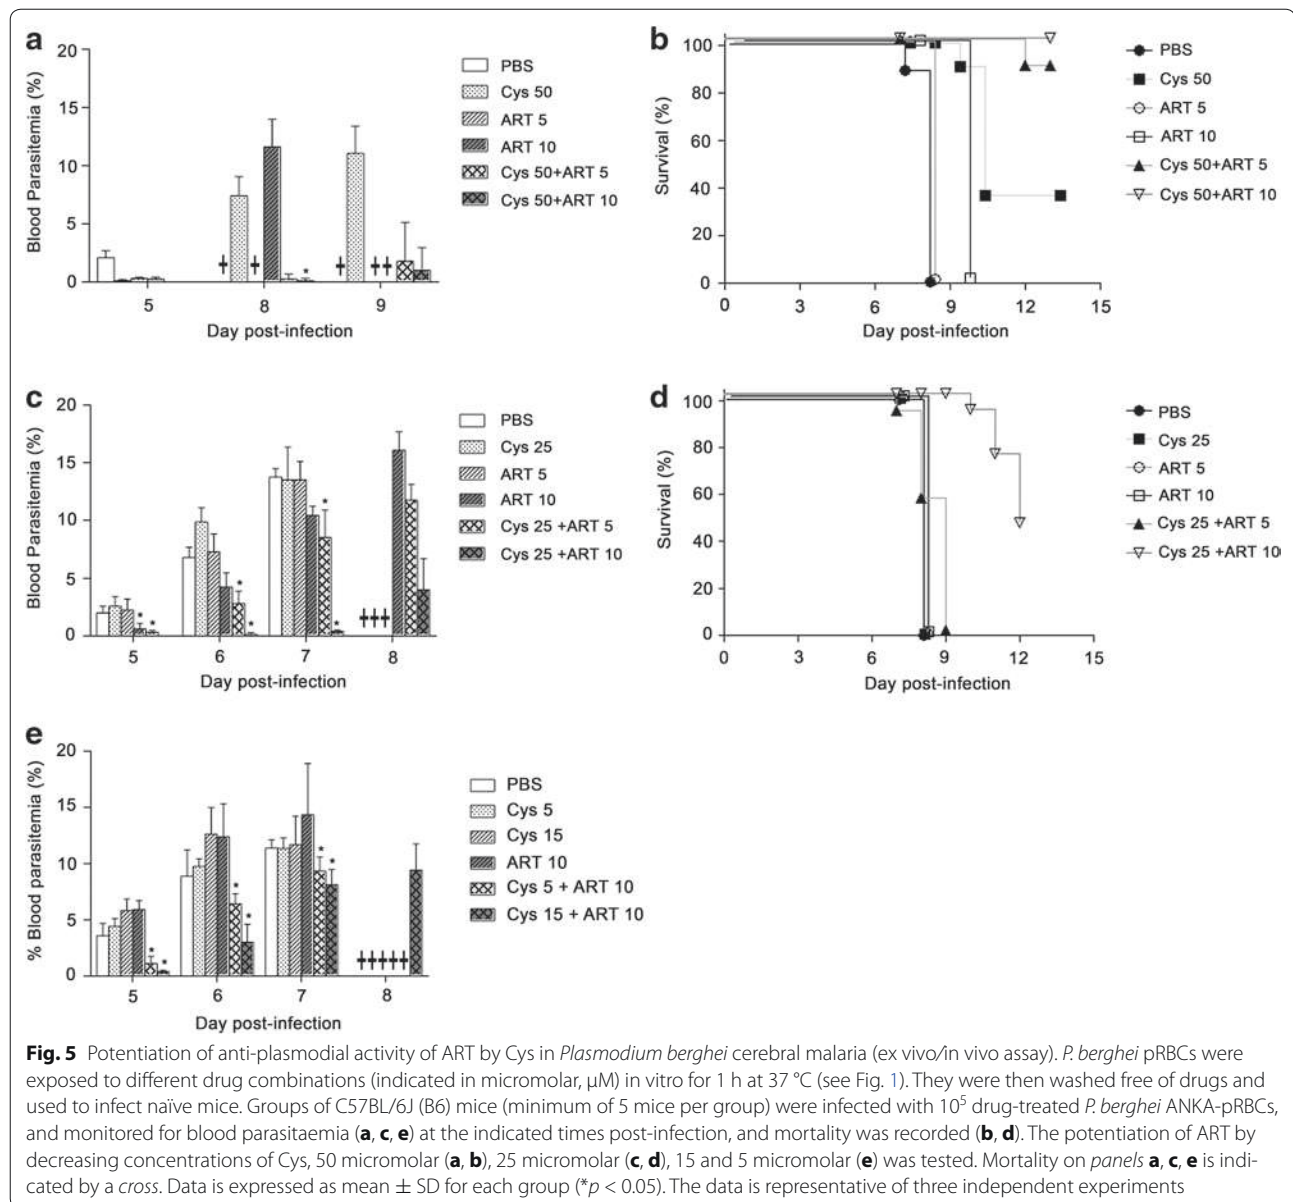 a
20
15
10
5
0
Blood Parasitemia (%)
5
8
9
Day post-infection
PBS
Cys 50
ART 5
ART 10
Cys 50+ART 5
Cys 50+ART 10
*
b
100
80
60
40
20
0
Survival (%)
0
3
6
9
12
15
Day post-infection
PBS
Cys 50
ART 5
ART 10
Cys 50+ART 5
Cys 50+ART 10
c
20
15
10
5
0
Blood Parasitemia (%)
5
6
7
8
Day post-infection
PBS
Cys 25
ART 5
ART 10
Cys 25 +ART 5
Cys 25 +ART 10
* *
* *
* *
d
100
80
60
40
20
0
Survival (%)
0
3
6
9
12
15
Day post-infection
PBS
Cys 25
ART 5
ART 10
Cys 25 +ART 5
Cys 25 +ART 10
e
20
15
10
5
0
% Blood parasitemia (%)
5
6
7
8
Day post-infection
PBS
Cys 5
Cys 15
ART 10
Cys 5 + ART 10
Cys 15 + ART 10
* *
* *
* *
Fig. 5 Potentiation of anti-plasmodial activity of ART by Cys in Plasmodium berghei cerebral malaria (ex vivo/in vivo assay). P. berghei pRBCs were
exposed to different drug combinations (indicated in micromolar, µM) in vitro for 1 h at 37 °C (see Fig. 1). They were then washed free of drugs and
used to infect naïve mice. Groups of C57BL/6J (B6) mice (minimum of 5 mice per group) were infected with 10⁵ drug-treated P. berghei ANKA-pRBCs,
and monitored for blood parasitaemia (a, c, e) at the indicated times post-infection, and mortality was recorded (b, d). The potentiation of ART by
decreasing concentrations of Cys, 50 micromolar (a, b), 25 micromolar (c, d), 15 and 5 micromolar (e) was tested. Mortality on panels a, c, e is indi-
cated by a cross. Data is expressed as mean ± SD for each group (*p < 0.05). The data is representative of three independent experiments